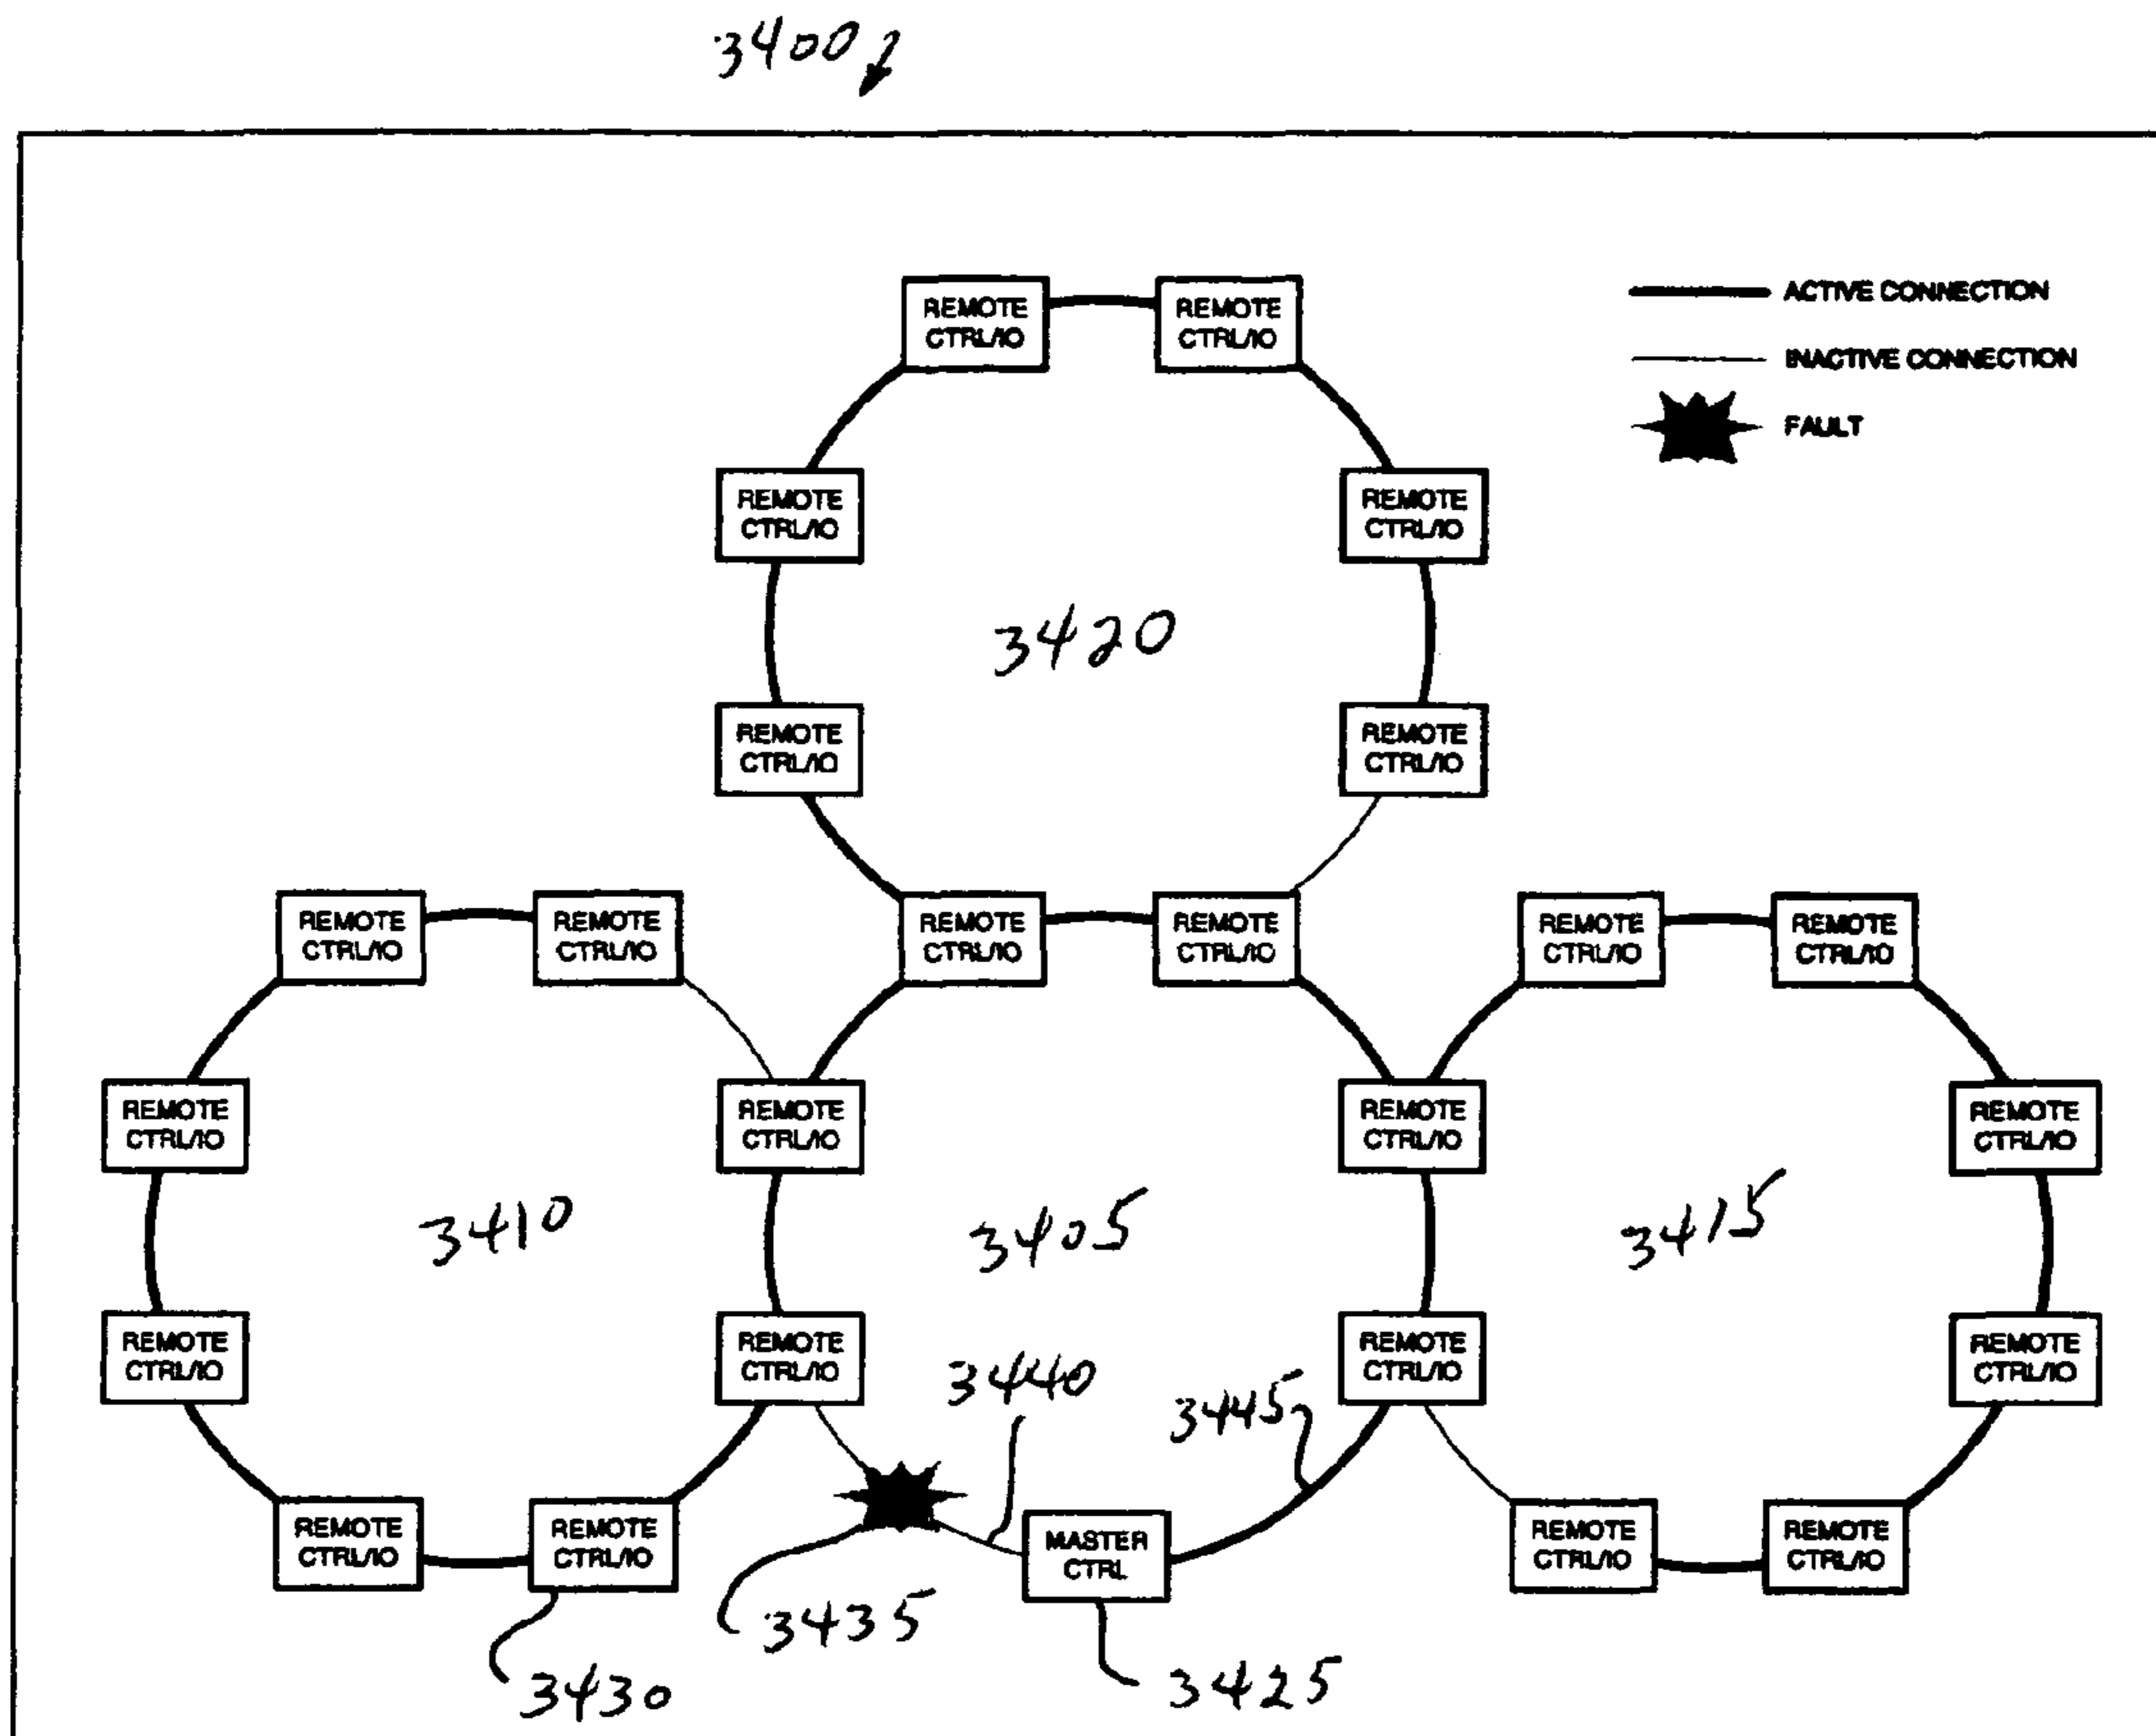 3400
REMOTE
CTRL/IO
REMOTE
CTRL/IO
ACTIVE CONNECTION
INACTIVE CONNECTION
FAULT
REMOTE
CTRL/IO
REMOTE
CTRL/IO
3420
REMOTE
CTRL/IO
REMOTE
CTRL/IO
REMOTE
CTRL/IO
REMOTE
CTRL/IO
REMOTE
CTRL/IO
REMOTE
CTRL/IO
REMOTE
CTRL/IO
REMOTE
CTRL/IO
REMOTE
CTRL/IO
REMOTE
CTRL/IO
REMOTE
CTRL/IO
REMOTE
CTRL/IO
3410
3405
3415
REMOTE
CTRL/IO
REMOTE
CTRL/IO
REMOTE
CTRL/IO
REMOTE
CTRL/IO
3440
3445
REMOTE
CTRL/IO
REMOTE
CTRL/IO
MASTER
CTRL
REMOTE
CTRL/IO
REMOTE
CTRL/IO
3435
3430
3425